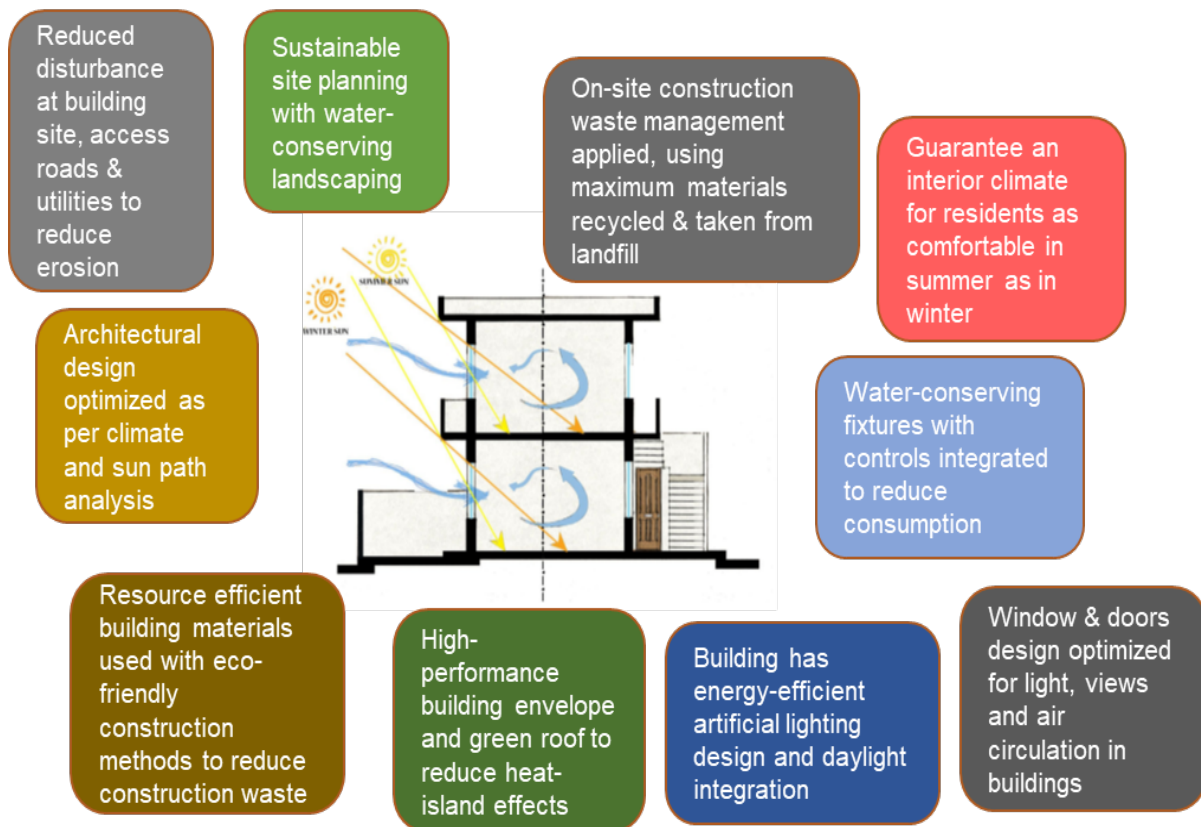 Reduced
disturbance
at building
site, access
roads &
utilities to
reduce
erosion
Sustainable
site planning
with water-
conserving
landscaping
On-site construction
waste management
applied, using
maximum materials
recycled & taken from
landfill
Guarantee an
interior climate
for residents as
comfortable in
summer as in
winter
SOMMER SUN
WINTER SUN
Architectural
design
optimized as
per climate
and sun path
analysis
Water-conserving
fixtures with
controls integrated
to reduce
consumption
Resource efficient
building materials
used with eco-
friendly
construction
methods to reduce
construction waste
High-
performance
building envelope
and green roof to
reduce heat-
island effects
Building has
energy-efficient
artificial lighting
design and daylight
integration
Window & doors
design optimized
for light, views
and air
circulation in
buildings